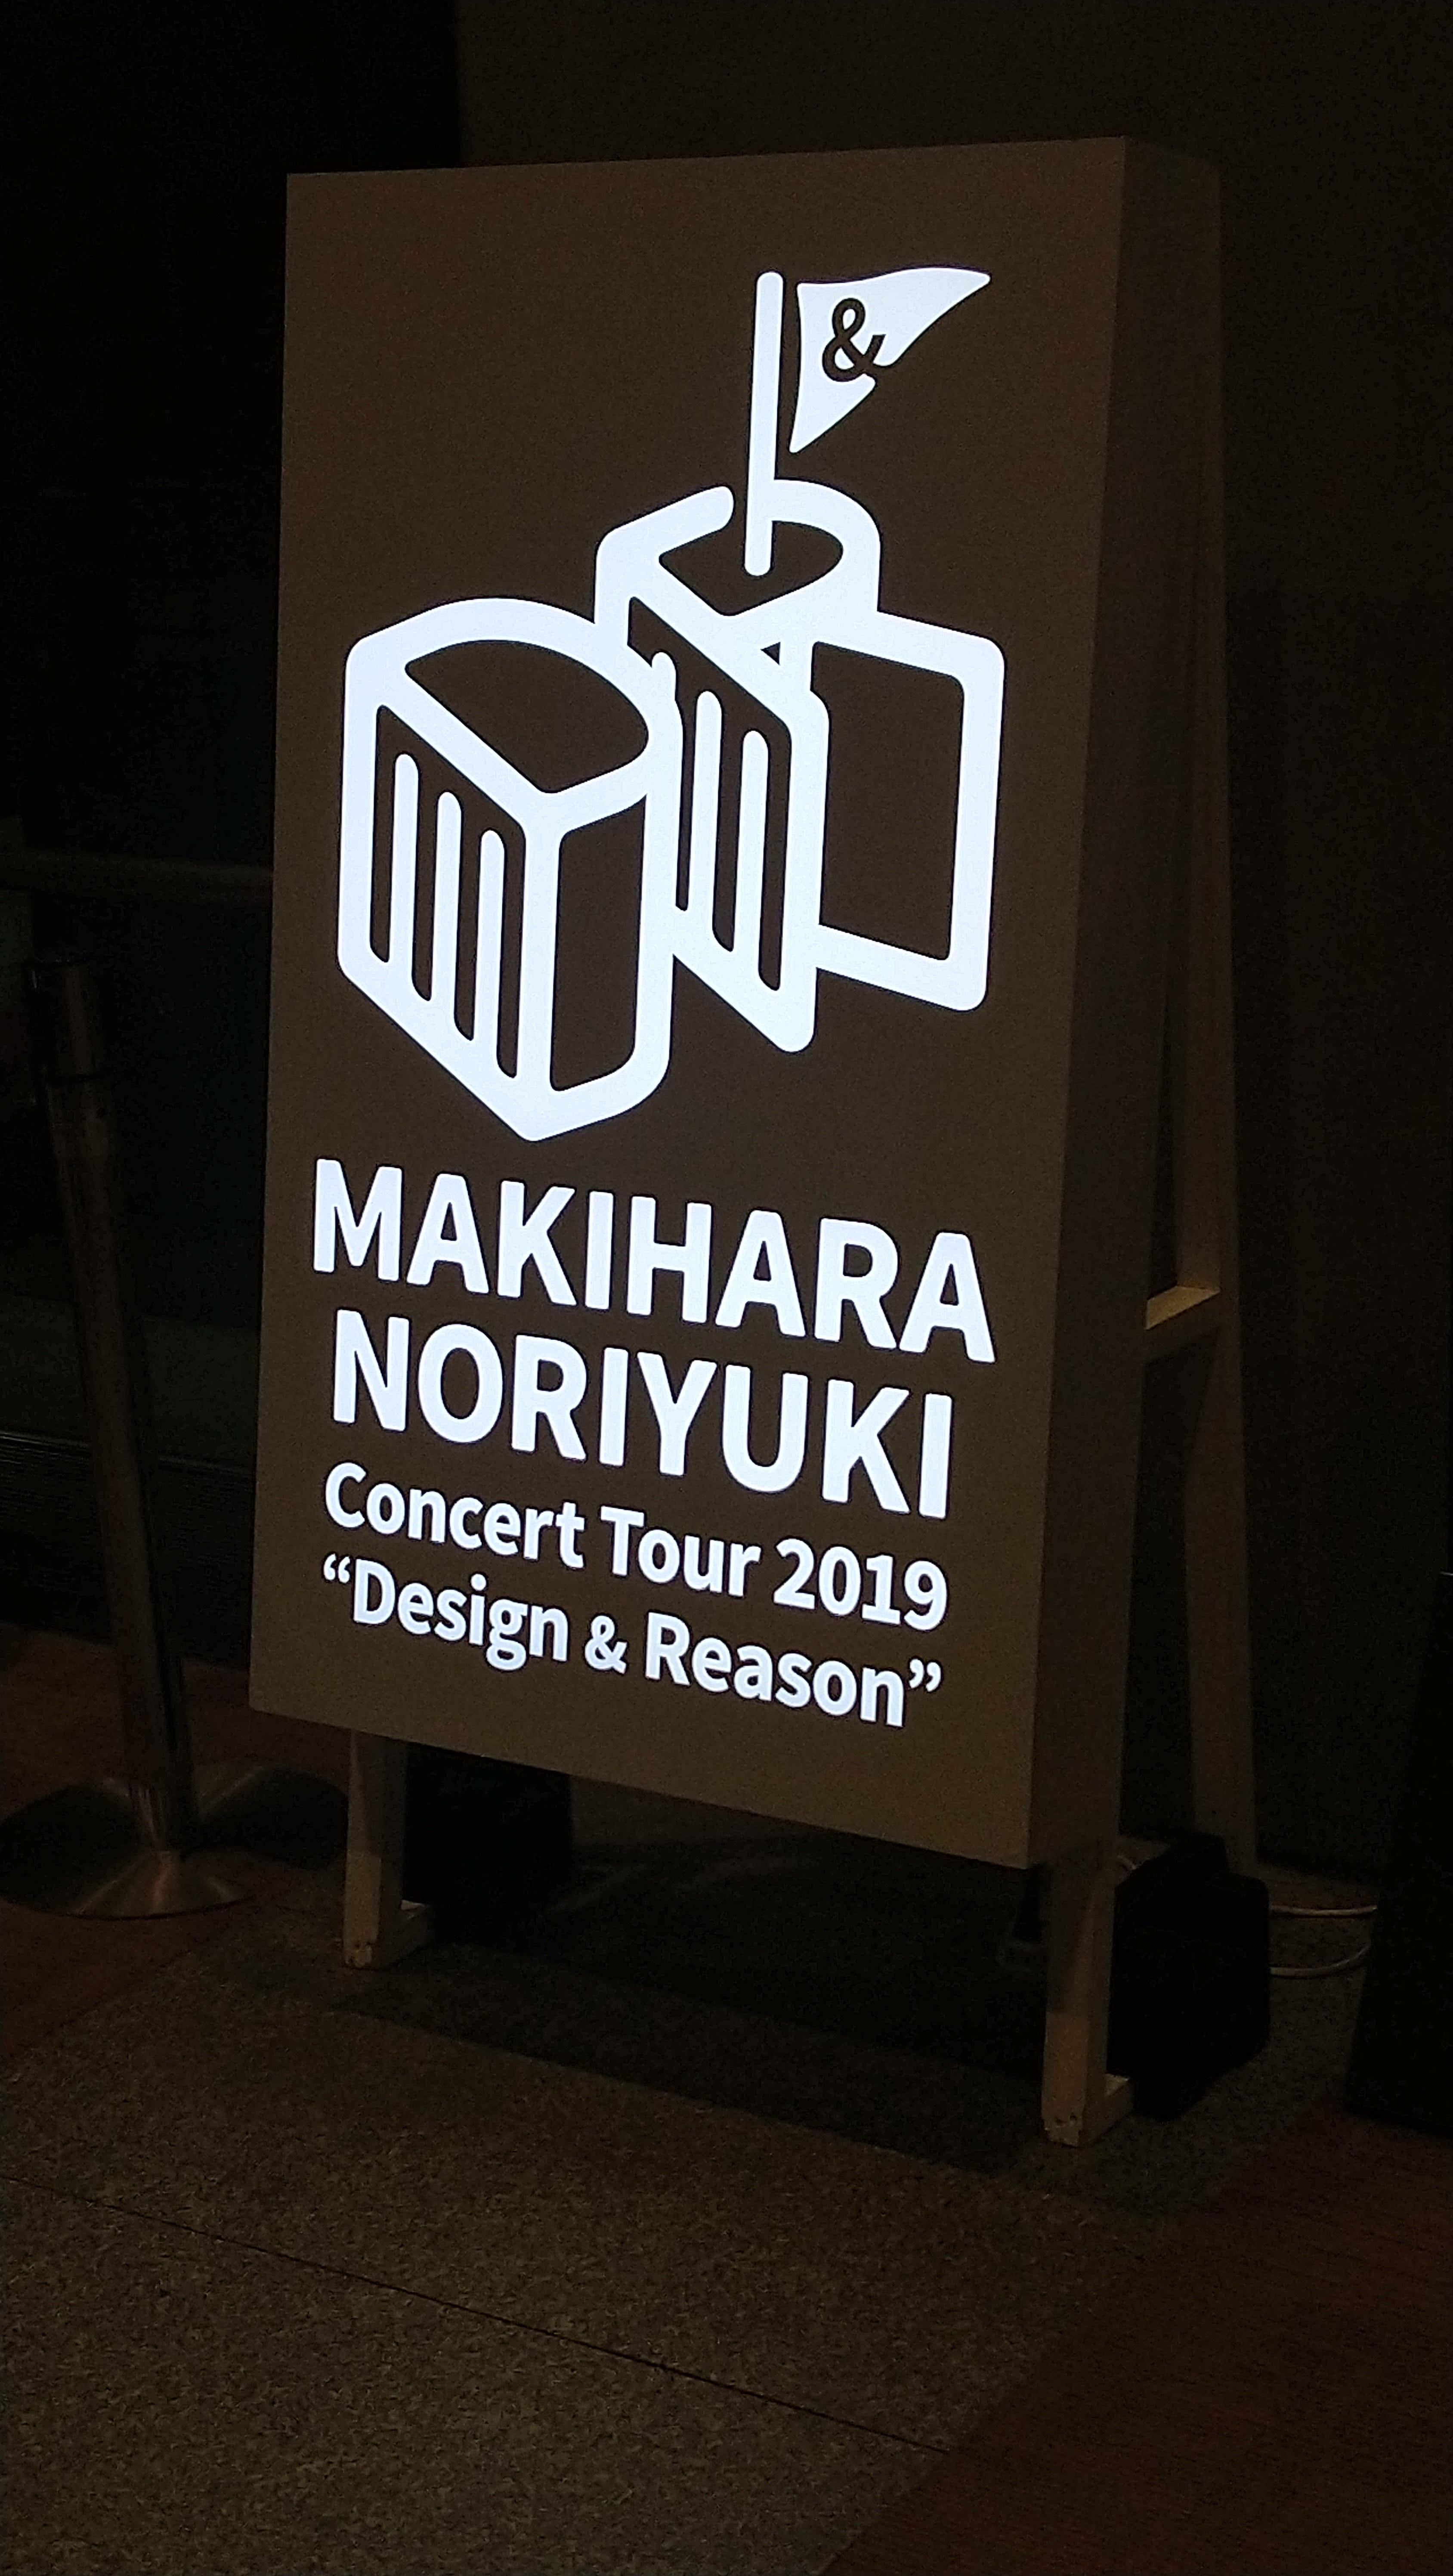 &
MAKIHARA
NORIYUKI
Concert Tour 2019
“Design & Reason”